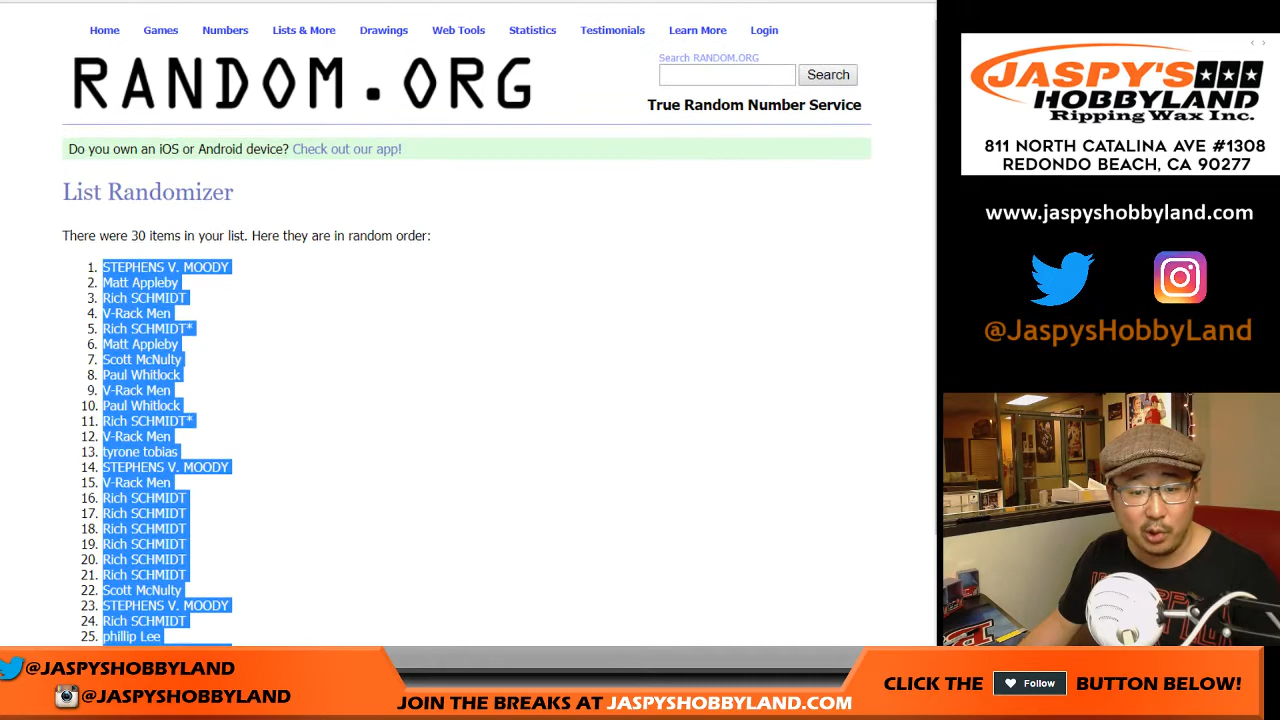 Home Games Numbers Lists & More Drawings Web Tools Statistics Testimonials Learn More Login
RANDOM.ORG
Search RANDOM.ORG
Search
True Random Number Service
Do you own an iOS or Android device? Check out our app!
List Randomizer
There were 30 items in your list. Here they are in random order:
1. STEPHENS V. MOODY
2. Matt Appleby
3. Rich SCHMIDT
4. V-Rack Men
5. Rich SCHMIDT*
6. Matt Appleby
7. Scott McNulty
8. Paul Whitlock
9. V-Rack Men
10. Paul Whitlock
11. Rich SCHMIDT*
12. V-Rack Men
13. tyrone tobias
14. STEPHENS V. MOODY
15. V-Rack Men
16. Rich SCHMIDT
17. Rich SCHMIDT
18. Rich SCHMIDT
19. Rich SCHMIDT
20. Rich SCHMIDT
21. Rich SCHMIDT
22. Scott McNulty
23. STEPHENS V. MOODY
24. Rich SCHMIDT
25. phillip Lee
JASPY'S
HOBBYLAND
Ripping Wax Inc.
811 NORTH CATALINA AVE #1308
REDONDO BEACH, CA 90277
www.jaspyshobbyland.com
@JaspysHobbyLand
@JASPYSHOBBYLAND
@JASPYSHOBBYLAND
JOIN THE BREAKS AT JASPYSHOBBYLAND.COM
CLICK THE Follow BUTTON BELOW!